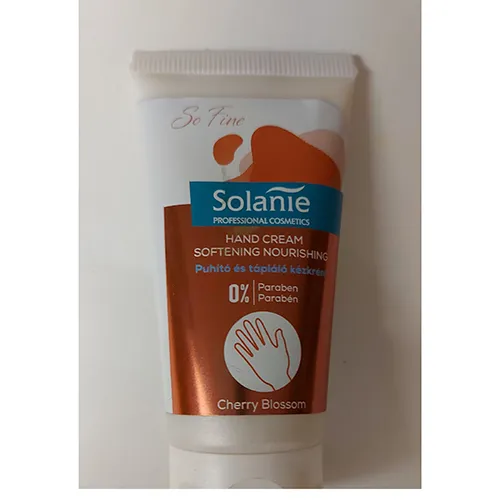 So Fine
Solanie
PROFESSIONAL COSMETICS
HAND CREAM
SOFTENING NOURISHING
Puhító és tápláló kézkrém
0% Paraben
Parabén
Cherry Blossom